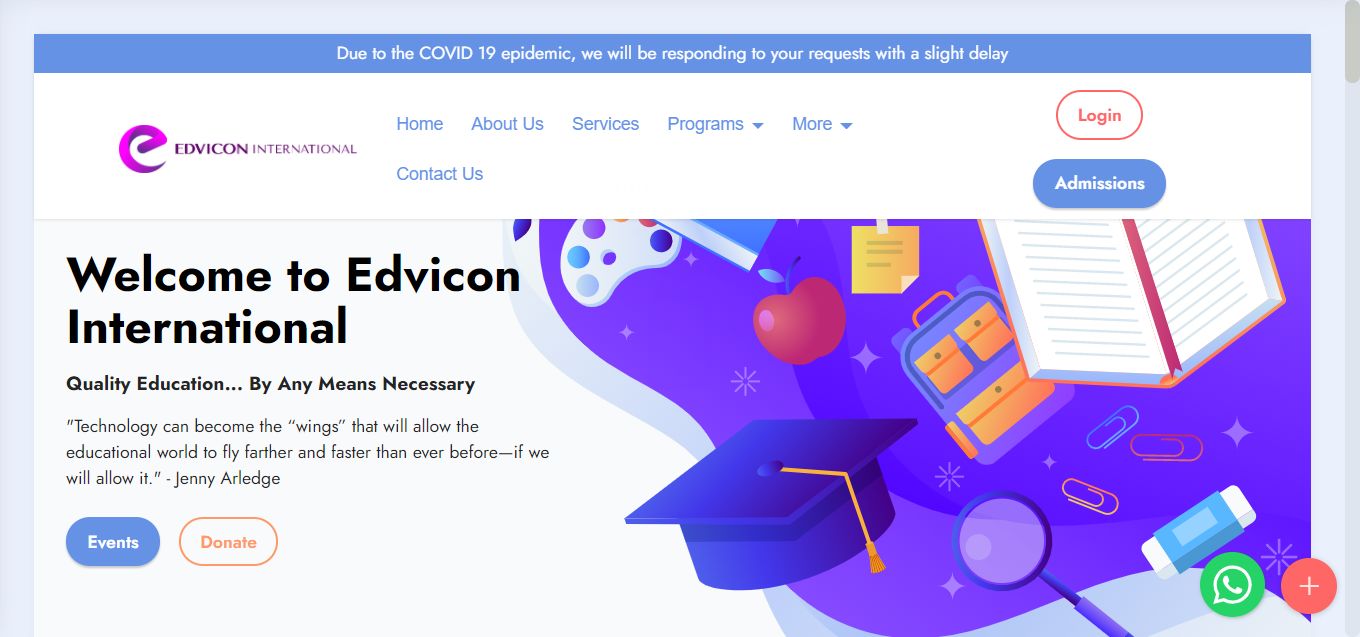 Due to the COVID 19 epidemic, we will be responding to your requests with a slight delay
EDVICON INTERNATIONAL
Home About Us Services Programs More
Contact Us
Login
Admissions
Welcome to Edvicon
International
Quality Education... By Any Means Necessary
"Technology can become the “wings” that will allow the
educational world to fly farther and faster than ever before—if we
will allow it." - Jenny Arledge
Events Donate